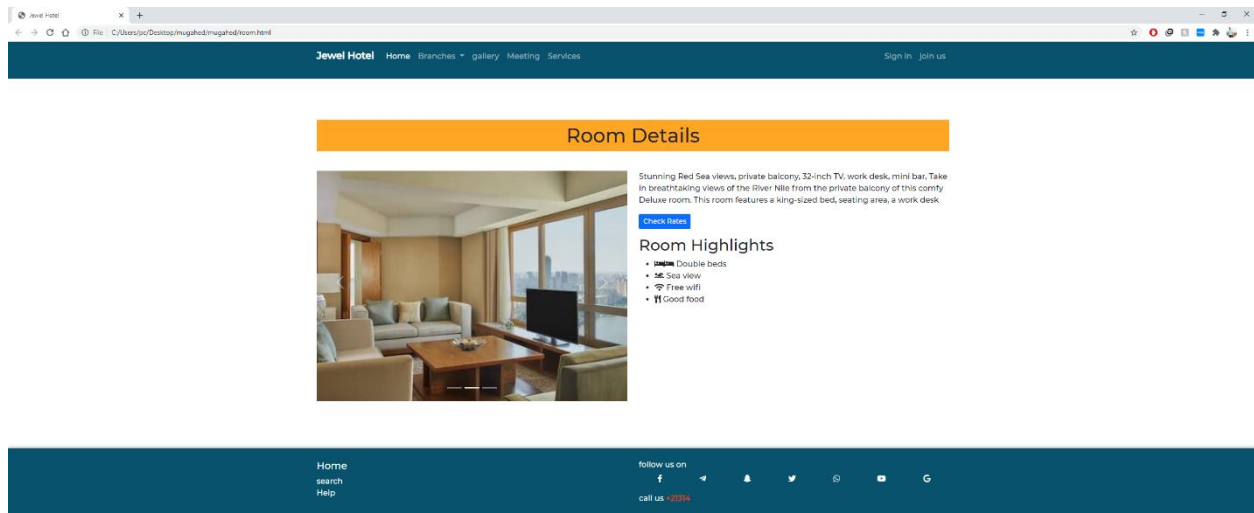 Jewel Hotel
File C:/Users/pc/Desktop/mugahed/mugahed/room.html
Jewel Hotel Home Branches gallery Meeting Services Sign in join us
Room Details
Stunning Red Sea views, private balcony, 32-inch TV, work desk, mini bar, Take
in breathtaking views of the River Nile from the private balcony of this comfy
Deluxe room. This room features a king-sized bed, seating area, a work desk
Check Rates
Room Highlights
Double beds
Sea view
Free wifi
Good food
Home
search
Help
follow us on
call us +21314